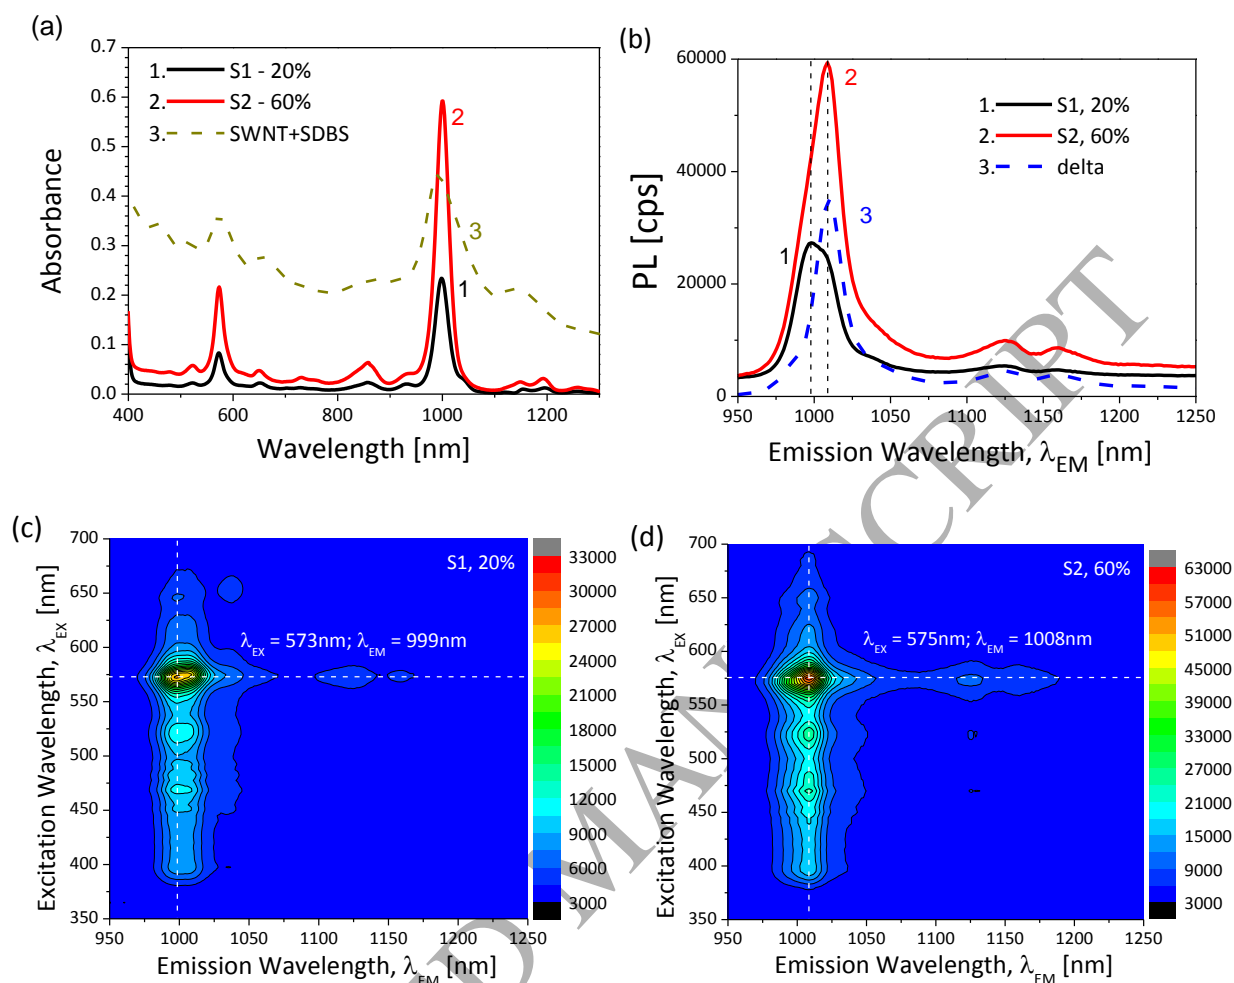 (a)
0.7
0.6
0.5
0.4
0.3
0.2
0.1
0.0
Absorbance
1. S1 - 20%
2. S2 - 60%
3. SWNT+SDBS
2
3
1
400 600 800 1000 1200
Wavelength [nm]
(b)
60000
40000
20000
0
PL [cps]
1. S1, 20%
2. S2, 60%
3. delta
2
3
1
950 1000 1050 1100 1150 1200 1250
Emission Wavelength, λEM [nm]
(c)
700
650
600
550
500
450
400
350
Excitation Wavelength, λEX [nm]
S1, 20%
λEX = 573nm; λEM = 999nm
33000
30000
27000
24000
21000
18000
15000
12000
9000
6000
3000
950 1000 1050 1100 1150 1200 1250
Emission Wavelength, λEM [nm]
(d)
700
650
600
550
500
450
400
350
Excitation Wavelength, λEX [nm]
S2, 60%
λEX = 575nm; λEM = 1008nm
63000
57000
51000
45000
39000
33000
27000
21000
15000
9000
3000
950 1000 1050 1100 1150 1200 1250
Emission Wavelength, λEM [nm]
D MANUSCRIPT